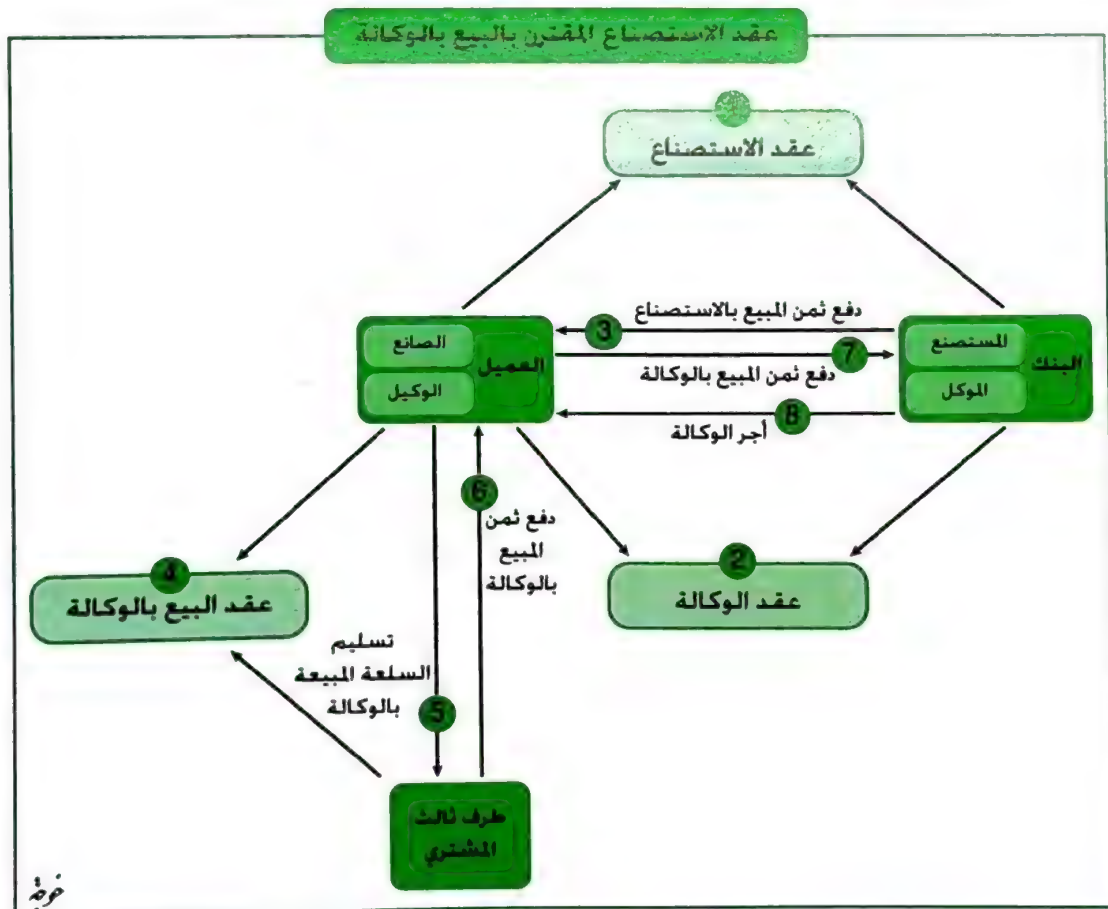 عقد الاستصناع المقترن بالبيع بالوكالة
عقد الاستصناع
دفع ثمن المبيع بالاستصناع
3
البنك
المستصنع
الموكل
العميل
الصانع
الوكيل
7
دفع ثمن المبيع بالوكالة
8
أجر الوكالة
6
دفع ثمن
المبيع
بالوكالة
2
عقد الوكالة
4
عقد البيع بالوكالة
تسليم
السلعة المبيعة
بالوكالة
5
طرف ثالث
المشتري